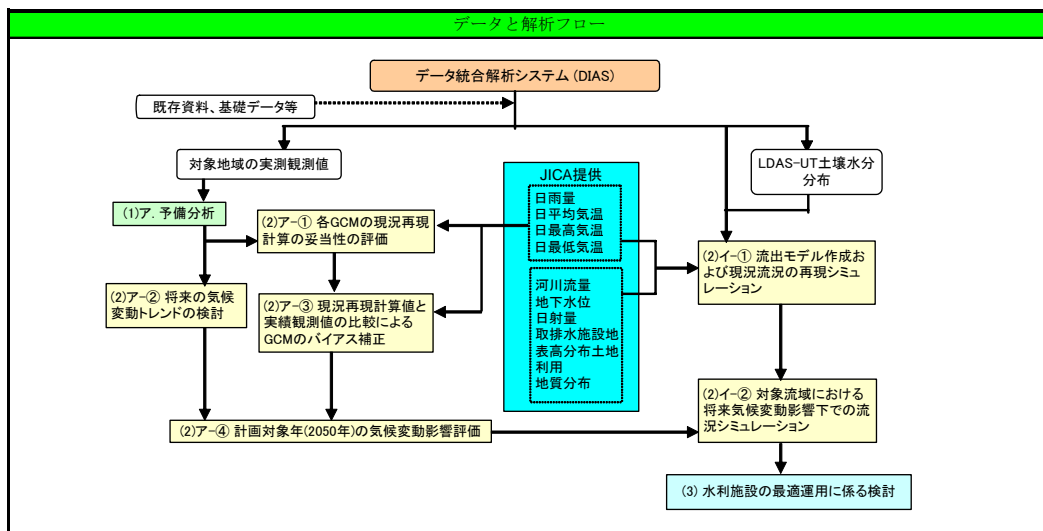 データと解析フロー
データ統合解析システム (DIAS)
既存資料、基礎データ等
対象地域の実測観測値
LDAS-UT土壌水分
分布
JICA提供
日雨量
日平均気温
日最高気温
日最低気温
(1)ア. 予備分析
(2)ア-① 各GCMの現況再現
計算の妥当性の評価
(2)イ-① 流出モデル作成お
よび現況流況の再現シミュ
レーション
河川流量
地下水位
日射量
取排水施設地
表高分布土地
利用
地質分布
(2)ア-② 将来の気候
変動トレンドの検討
(2)ア-③ 現況再現計算値と
実績観測値の比較による
GCMのバイアス補正
(2)イ-② 対象流域における
将来気候変動影響下での流
況シミュレーション
(2)ア-④ 計画対象年(2050年)の気候変動影響評価
(3) 水利施設の最適運用に係る検討